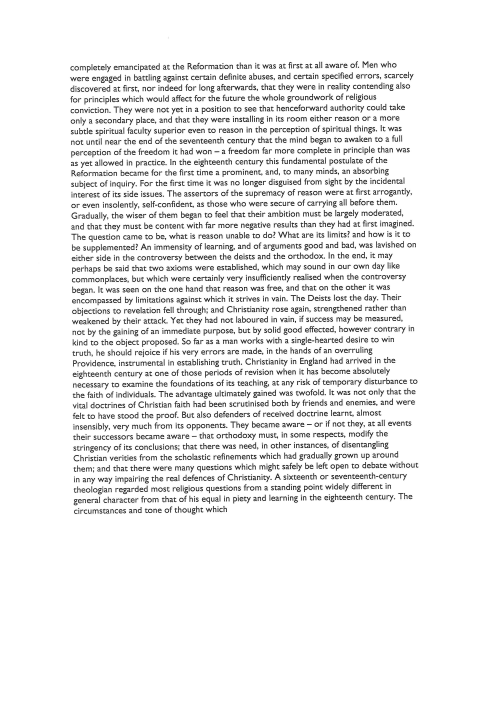 completely emancipated at the Reformation than it was at first at all aware of. Men who
were engaged in battling against certain definite abuses, and certain specified errors, scarcely
discovered at first, nor indeed for long afterwards, that they were in reality contending also
for principles which would affect for the future the whole groundwork of religious
conviction. They were not yet in a position to see that henceforward authority could take
only a secondary place, and that they were installing in its room either reason or a more
subtle spiritual faculty superior even to reason in the perception of spiritual things. It was
not until near the end of the seventeenth century that the mind began to awaken to a full
perception of the freedom it had won – a freedom far more complete in principle than was
as yet allowed in practice. In the eighteenth century this fundamental postulate of the
Reformation became for the first time a prominent, and, to many minds, an absorbing
subject of inquiry. For the first time it was no longer disguised from sight by the incidental
interest of its side issues. The assertors of the supremacy of reason were at first arrogantly,
or even insolently, self-confident, as those who were secure of carrying all before them.
Gradually, the wiser of them began to feel that their ambition must be largely moderated,
and that they must be content with far more negative results than they had at first imagined.
The question came to be, what is reason unable to do? What are its limits? and how is it to
be supplemented? An immensity of learning, and of arguments good and bad, was lavished on
either side in the controversy between the deists and the orthodox. In the end, it may
perhaps be said that two axioms were established, which may sound in our own day like
commonplaces, but which were certainly very insufficiently realised when the controversy
began. It was seen on the one hand that reason was free, and that on the other it was
encompassed by limitations against which it strives in vain. The Deists lost the day. Their
objections to revelation fell through; and Christianity rose again, strengthened rather than
weakened by their attack. Yet they had not laboured in vain, if success may be measured,
not by the gaining of an immediate purpose, but by solid good effected, however contrary in
kind to the object proposed. So far as a man works with a single-hearted desire to win
truth, he should rejoice if his very errors are made, in the hands of an overruling
Providence, instrumental in establishing truth. Christianity in England had arrived in the
eighteenth century at one of those periods of revision when it has become absolutely
necessary to examine the foundations of its teaching, at any risk of temporary disturbance to
the faith of individuals. The advantage ultimately gained was twofold. It was not only that the
vital doctrines of Christian faith had been scrutinised both by friends and enemies, and were
felt to have stood the proof. But also defenders of received doctrine learnt, almost
insensibly, very much from its opponents. They became aware – or if not they, at all events
their successors became aware – that orthodoxy must, in some respects, modify the
stringency of its conclusions; that there was need, in other instances, of disentangling
Christian verities from the scholastic refinements which had gradually grown up around
them; and that there were many questions which might safely be left open to debate without
in any way impairing the real defences of Christianity. A sixteenth or seventeenth-century
theologian regarded most religious questions from a standing point widely different in
general character from that of his equal in piety and learning in the eighteenth century. The
circumstances and tone of thought which